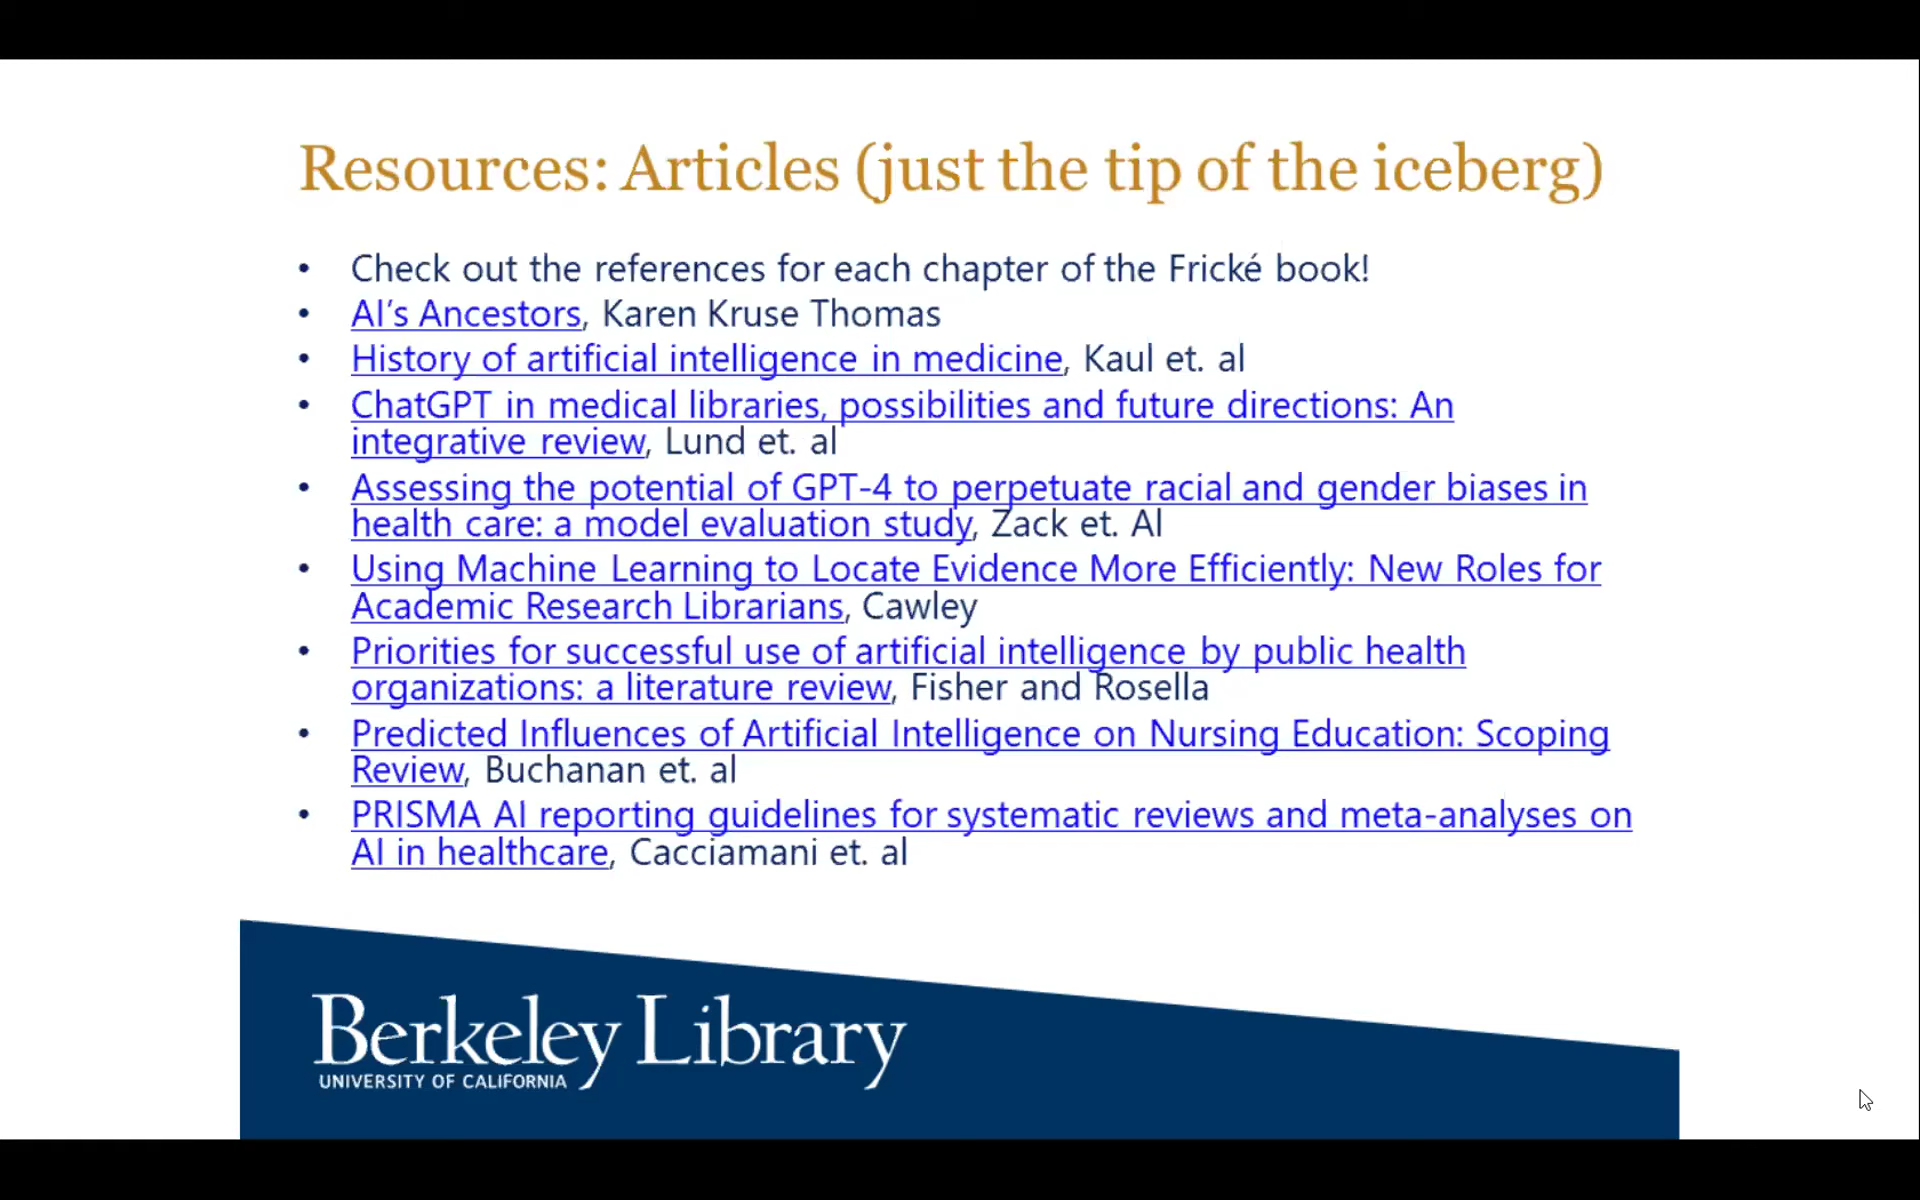 Resources: Articles (just the tip of the iceberg)
• Check out the references for each chapter of the Frické book!
• AI’s Ancestors, Karen Kruse Thomas
• History of artificial intelligence in medicine, Kaul et. al
• ChatGPT in medical libraries, possibilities and future directions: An
integrative review, Lund et. al
• Assessing the potential of GPT-4 to perpetuate racial and gender biases in
health care: a model evaluation study, Zack et. Al
• Using Machine Learning to Locate Evidence More Efficiently: New Roles for
Academic Research Librarians, Cawley
• Priorities for successful use of artificial intelligence by public health
organizations: a literature review, Fisher and Rosella
• Predicted Influences of Artificial Intelligence on Nursing Education: Scoping
Review, Buchanan et. al
• PRISMA AI reporting guidelines for systematic reviews and meta-analyses on
AI in healthcare, Cacciamani et. al
Berkeley Library
UNIVERSITY OF CALIFORNIA